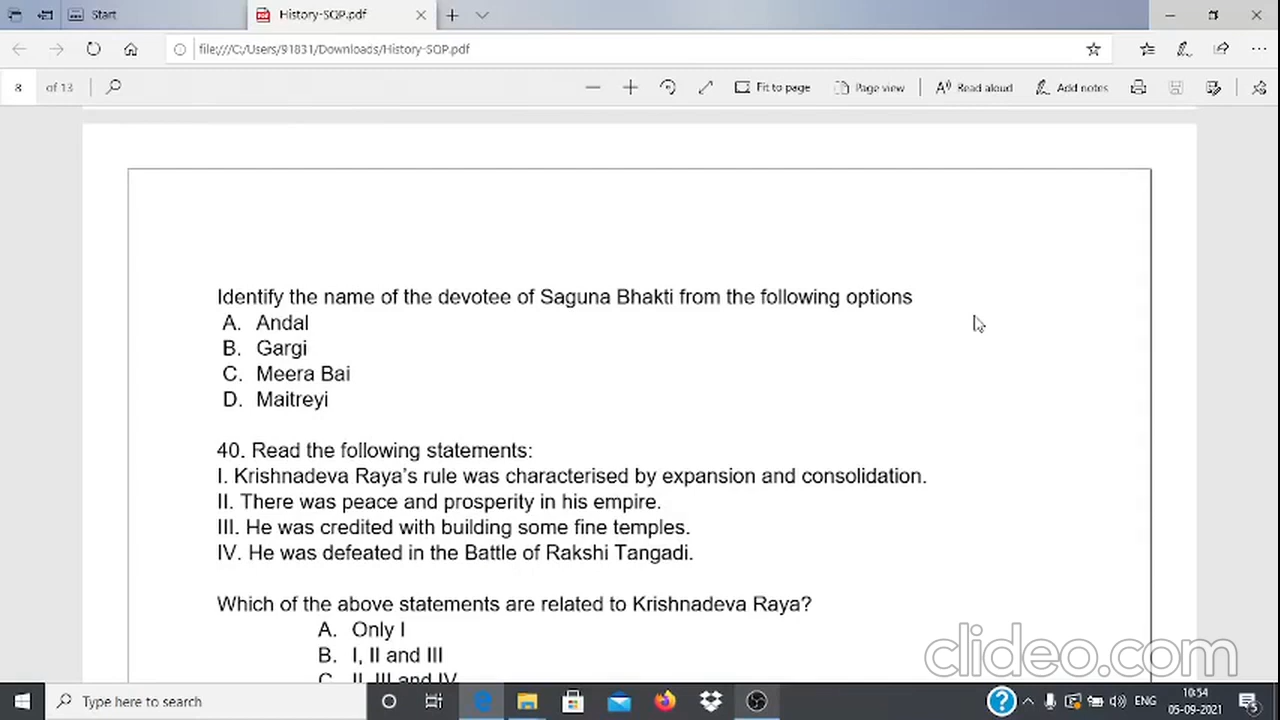 Start
History-SQP.pdf
file:///C:/Users/91831/Downloads/History-SQP.pdf
8 of 13
Fit to page
Page view
Read aloud
Add notes
Identify the name of the devotee of Saguna Bhakti from the following options
A. Andal
B. Gargi
C. Meera Bai
D. Maitreyi
40. Read the following statements:
I. Krishnadeva Raya's rule was characterised by expansion and consolidation.
II. There was peace and prosperity in his empire.
III. He was credited with building some fine temples.
IV. He was defeated in the Battle of Rakshi Tangadi.
Which of the above statements are related to Krishnadeva Raya?
A. Only I
B. I, II and III
C. II, III and IV
clideo.com
Type here to search
ENG
10:54
05-09-2021
5